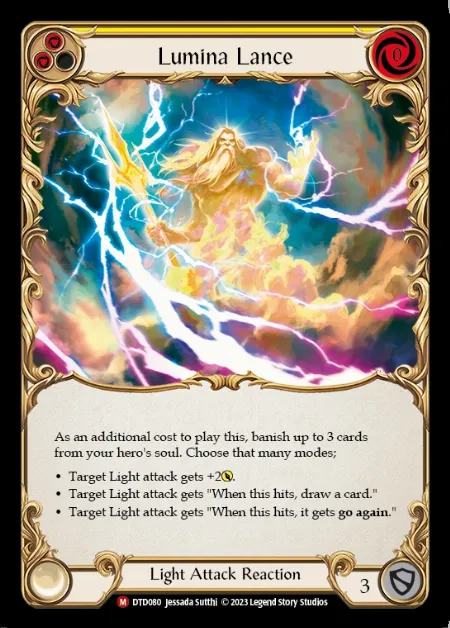 Lumina Lance
0
As an additional cost to play this, banish up to 3 cards
from your hero's soul. Choose that many modes;
• Target Light attack gets +2.
• Target Light attack gets "When this hits, draw a card."
• Target Light attack gets "When this hits, it gets go again."
Light Attack Reaction
3
M DTD080 Jessada Sutthi © 2023 Legend Story Studios